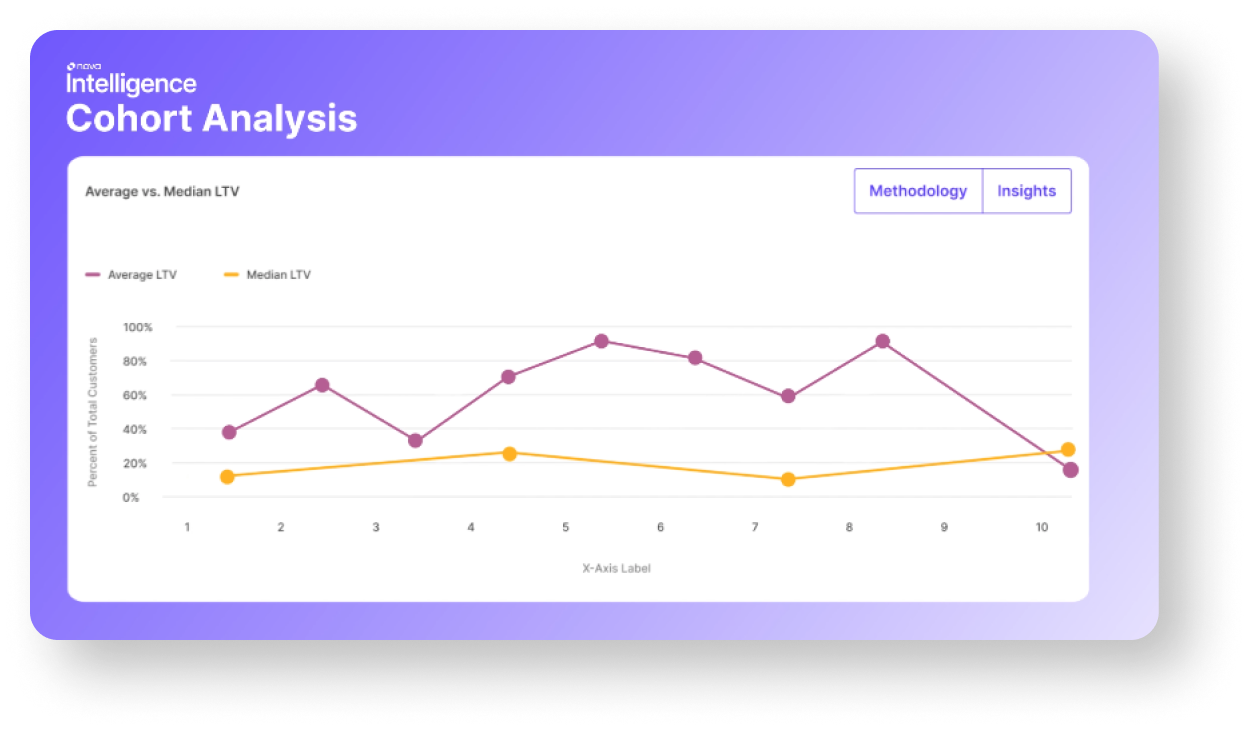 nova
Intelligence
Cohort Analysis
Average vs. Median LTV
Methodology
Insights
Average LTV
Median LTV
Percent of Total Customers
100%
80%
60%
40%
20%
0%
1 2 3 4 5 6 7 8 9 10
X-Axis Label